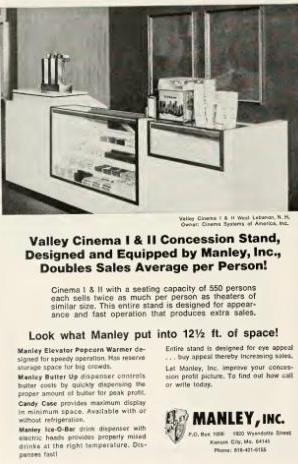 Valley Cinema I & II West Lebanon, N. H.
Owner: Cinema Systems of America, Inc.
Valley Cinema I & II Concession Stand,
Designed and Equipped by Manley, Inc.,
Doubles Sales Average per Person!
Cinema I & II with a seating capacity of 550 persons
each sells twice as much per person as theaters of
similar size. This entire stand is designed for appear-
ance and fast operation that produces extra sales.
Look what Manley put into 12½ ft. of space!
Manley Elevator Popcorn Warmer de-
signed for speedy operation. Has reserve
storage space for big crowds.
Manley Butter Up dispenser controls
butter costs by quickly dispensing the
proper amount of butter for peak profit.
Candy Case provides maximum display
in minimum space. Available with or
without refrigeration.
Manley Ice-O-Bar drink dispenser with
electric heads provides properly mixed
drinks at the right temperature. Dis-
penses fast!
Entire stand is designed for eye appeal
. . . buy appeal thereby increasing sales.
Let Manley, Inc. improve your conces-
sion profit picture. To find out how call
or write today.
MANLEY, INC.
P.O. Box 1006 1920 Wyandotte Street
Kansas City, Mo. 64141
Phone: